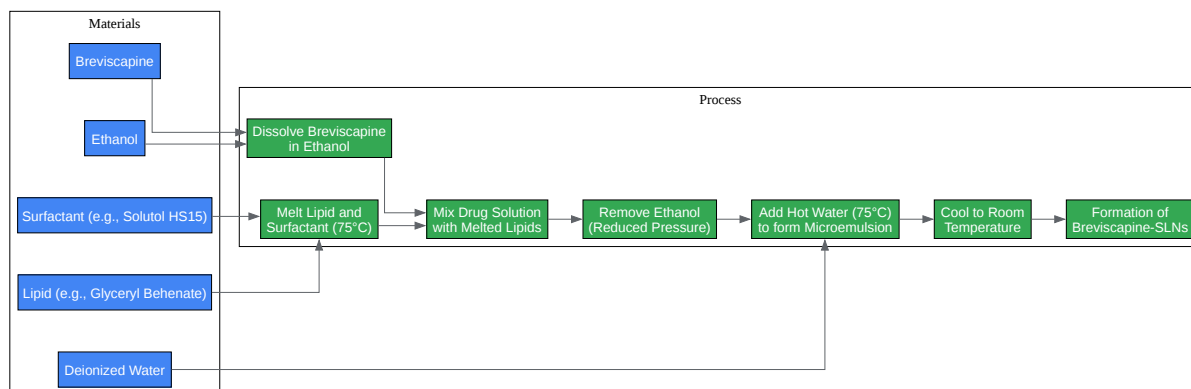 Materials
Breviscapine
Process
Ethanol
Dissolve Breviscapine
in Ethanol
Surfactant (e.g., Solutol HS15)
Melt Lipid and
Surfactant (75°C)
Mix Drug Solution
with Melted Lipids
Remove Ethanol
(Reduced Pressure)
Add Hot Water (75°C)
to form Microemulsion
Cool to Room
Temperature
Formation of
Breviscapine-SLNs
Lipid (e.g., Glyceryl Behenate)
Deionized Water